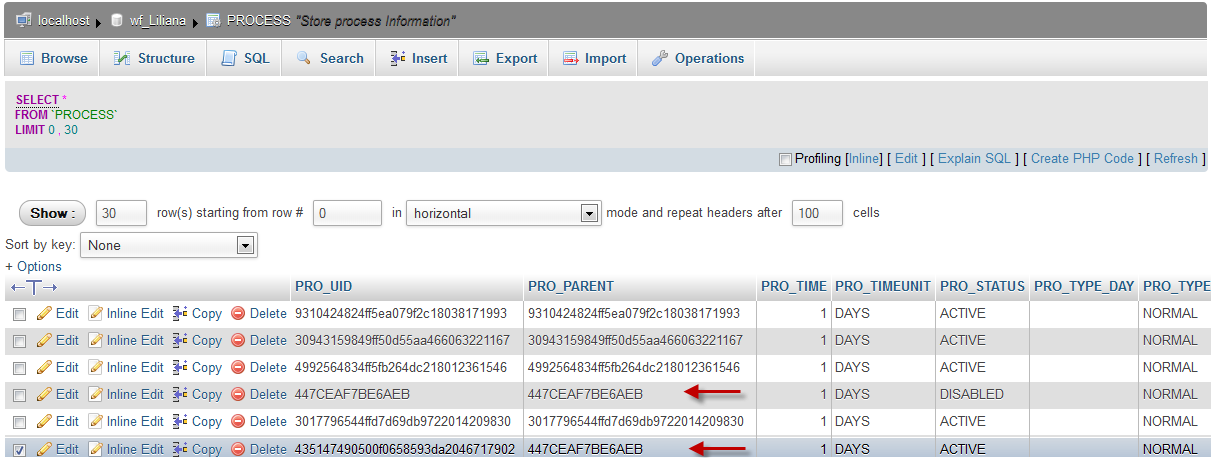 localhost wf_Liliana PROCESS "Store process Information"
Browse Structure SQL Search Insert Export Import Operations
SELECT *
FROM `PROCESS`
LIMIT 0 , 30
Profiling [Inline] [ Edit ] [ Explain SQL ] [ Create PHP Code ] [ Refresh ]
Show : 30 row(s) starting from row # 0 in horizontal mode and repeat headers after 100 cells
Sort by key: None
+ Options
PRO_UID PRO_PARENT PRO_TIME PRO_TIMEUNIT PRO_STATUS PRO_TYPE_DAY PRO_TYPE
Edit Inline Edit Copy Delete 9310424824ff5ea079f2c18038171993 9310424824ff5ea079f2c18038171993 1 DAYS ACTIVE NORMAL
Edit Inline Edit Copy Delete 30943159849ff50d55aa466063221167 30943159849ff50d55aa466063221167 1 DAYS ACTIVE NORMAL
Edit Inline Edit Copy Delete 4992564834ff5fb264dc218012361546 4992564834ff5fb264dc218012361546 1 DAYS ACTIVE NORMAL
Edit Inline Edit Copy Delete 447CEAF7BE6AEB 447CEAF7BE6AEB 1 DAYS DISABLED NORMAL
Edit Inline Edit Copy Delete 3017796544ffd7d69db9722014209830 3017796544ffd7d69db9722014209830 1 DAYS ACTIVE NORMAL
Edit Inline Edit Copy Delete 435147490500f0658593da2046717902 447CEAF7BE6AEB 1 DAYS ACTIVE NORMAL